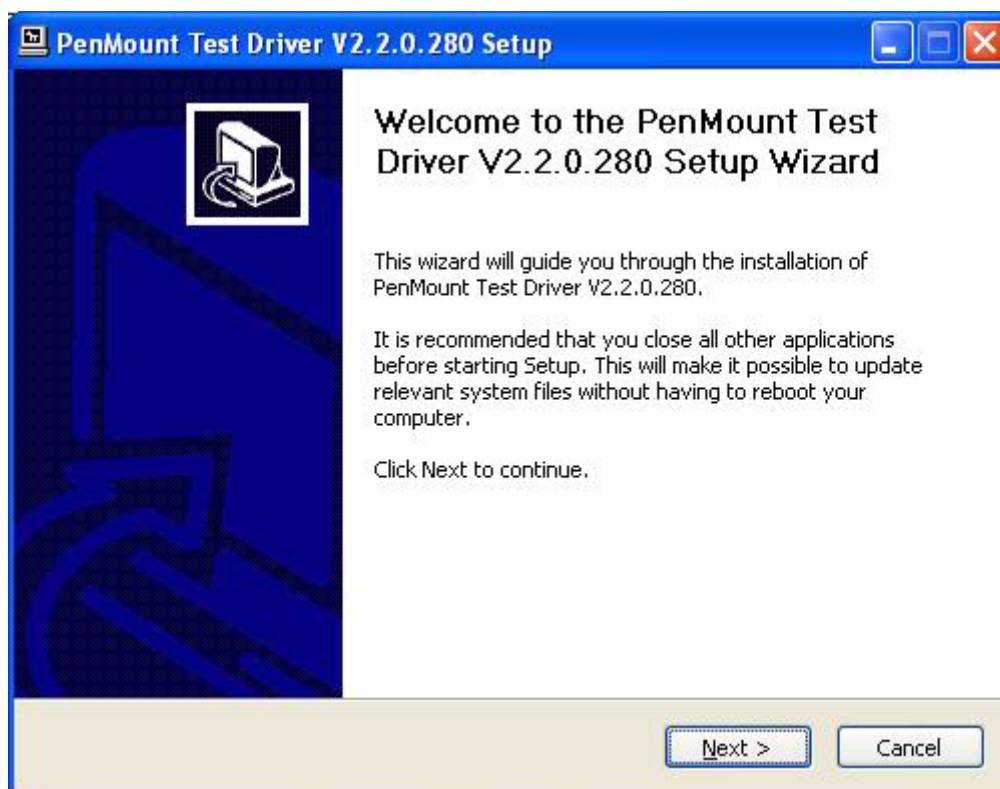 PenMount Test Driver V2.2.0.280 Setup
Welcome to the PenMount Test
Driver V2.2.0.280 Setup Wizard
This wizard will guide you through the installation of
PenMount Test Driver V2.2.0.280.
It is recommended that you close all other applications
before starting Setup. This will make it possible to update
relevant system files without having to reboot your
computer.
Click Next to continue.
Next >
Cancel